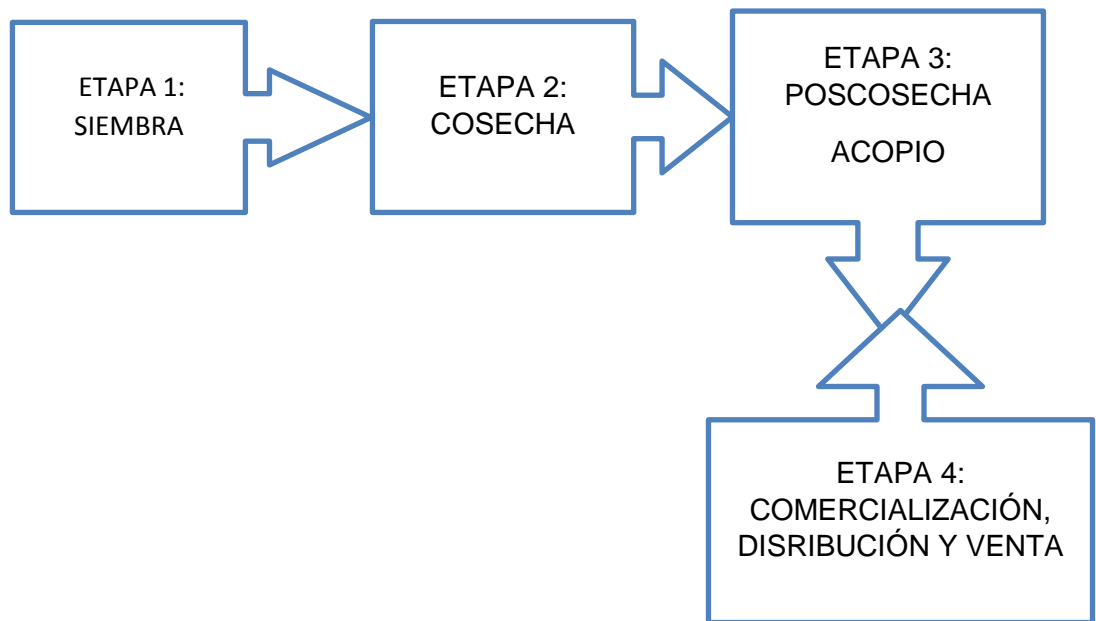 ETAPA 1:
SIEMBRA
ETAPA 2:
COSECHA
ETAPA 3:
POSCOSECHA
ACOPIO
ETAPA 4:
COMERCIALIZACIÓN,
DISRIBUCIÓN Y VENTA